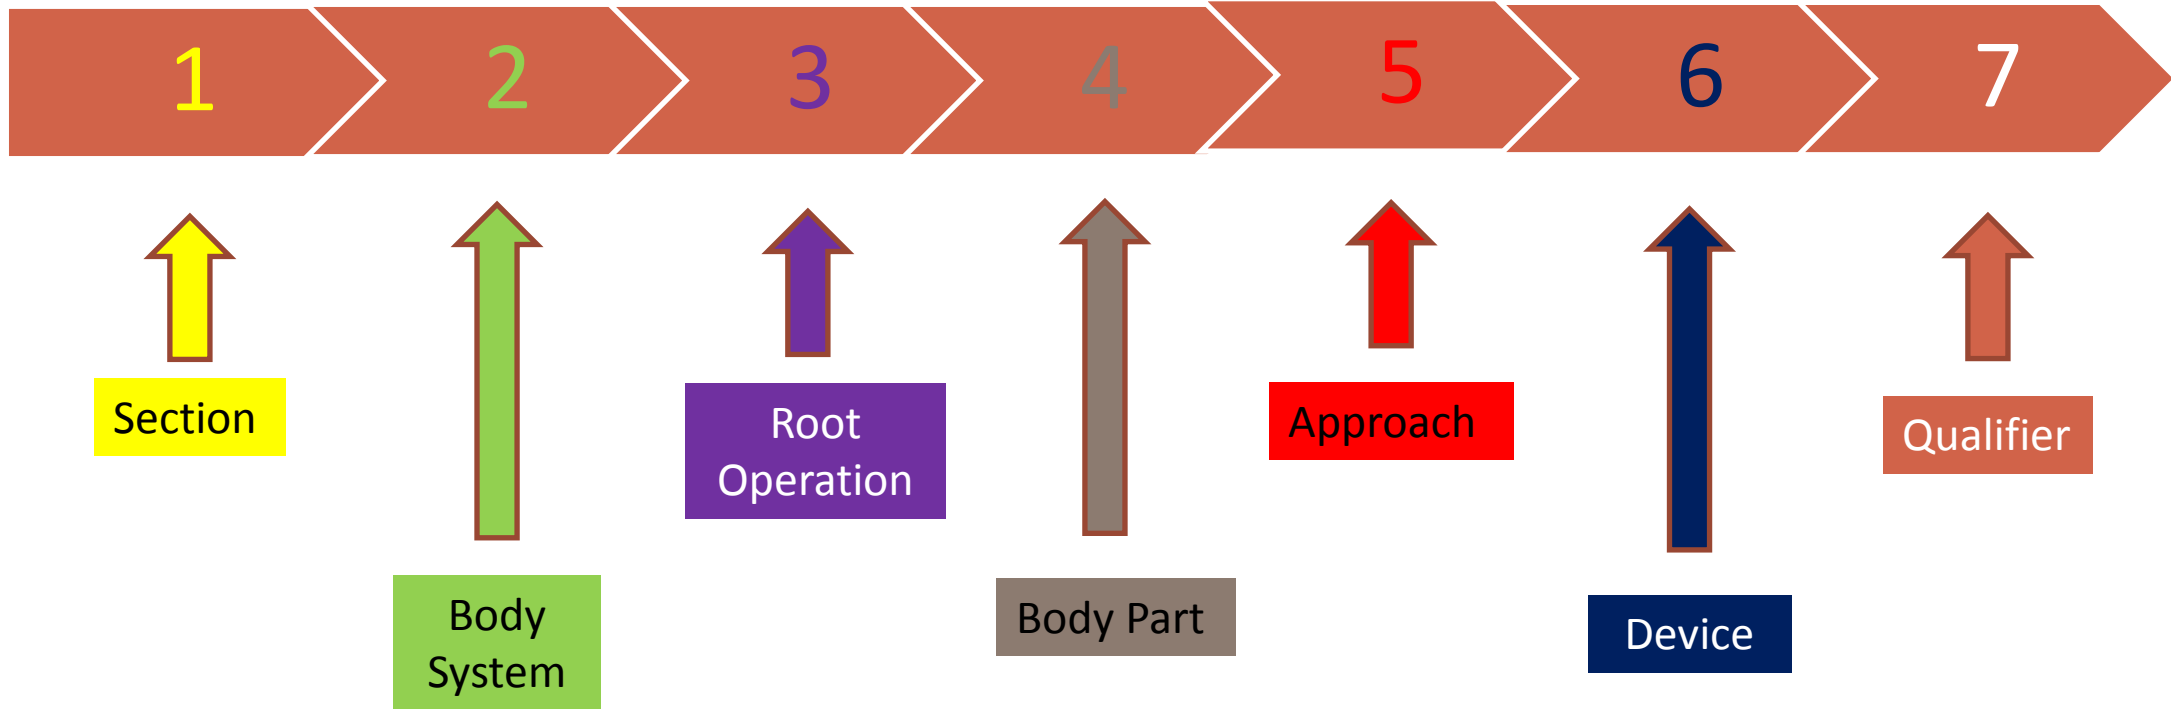 1 2 3 4 5 6 7
Section
Root
Operation
Approach
Qualifier
Body
System
Body Part
Device